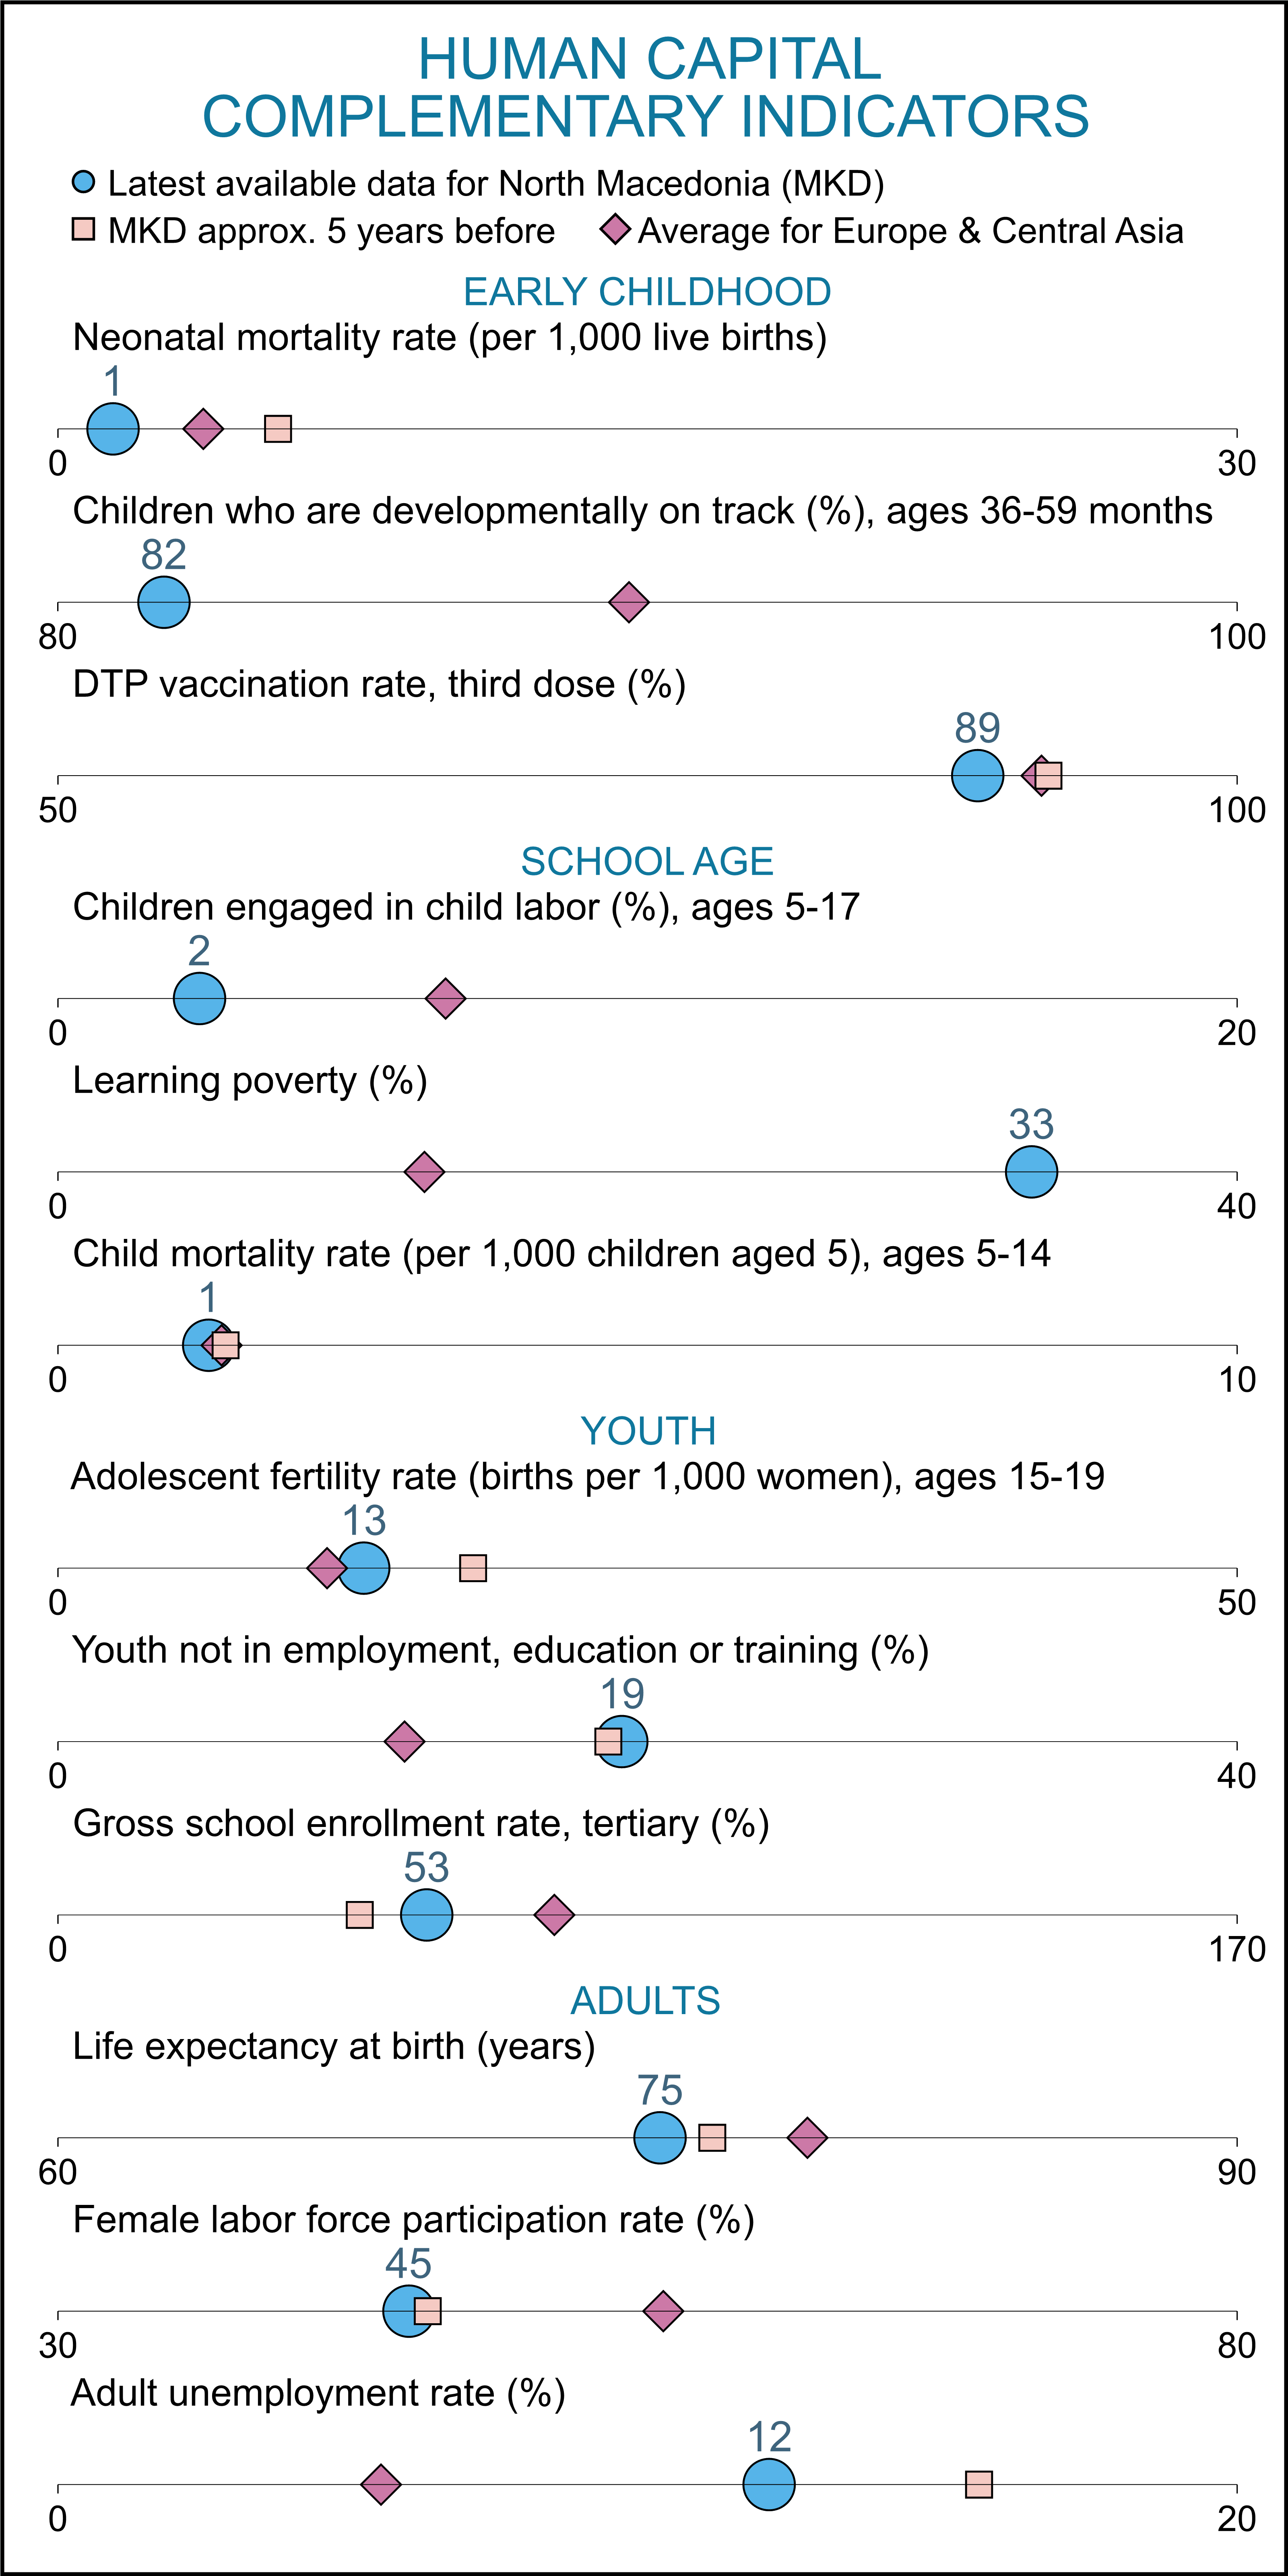 HUMAN CAPITAL
COMPLEMENTARY INDICATORS
Latest available data for North Macedonia (MKD)
MKD approx. 5 years before Average for Europe & Central Asia
EARLY CHILDHOOD
Neonatal mortality rate (per 1,000 live births)
1
0 30
Children who are developmentally on track (%), ages 36-59 months
82
80 100
DTP vaccination rate, third dose (%)
89
50 100
SCHOOL AGE
Children engaged in child labor (%), ages 5-17
2
0 20
Learning poverty (%)
33
0 40
Child mortality rate (per 1,000 children aged 5), ages 5-14
1
0 10
YOUTH
Adolescent fertility rate (births per 1,000 women), ages 15-19
13
0 50
Youth not in employment, education or training (%)
19
0 40
Gross school enrollment rate, tertiary (%)
53
0 170
ADULTS
Life expectancy at birth (years)
75
60 90
Female labor force participation rate (%)
45
30 80
Adult unemployment rate (%)
12
0 20